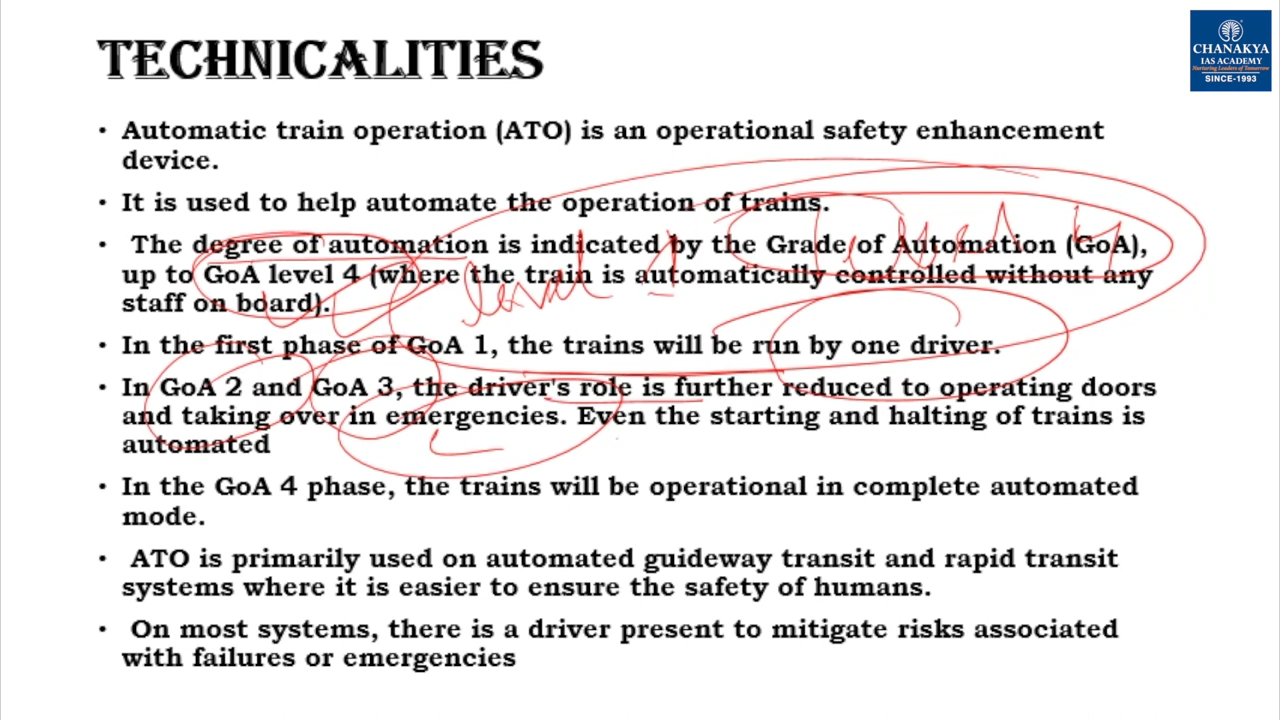 TECHNICALITIES
CHANAKYA
IAS ACADEMY
Nurturing Leaders of Tomorrow
SINCE-1993
• Automatic train operation (ATO) is an operational safety enhancement
device.
• It is used to help automate the operation of trains.
• The degree of automation is indicated by the Grade of Automation (GoA),
up to GoA level 4 (where the train is automatically controlled without any
staff on board).
level 1
level 4
• In the first phase of GoA 1, the trains will be run by one driver.
• In GoA 2 and GoA 3, the driver's role is further reduced to operating doors
and taking over in emergencies. Even the starting and halting of trains is
automated
• In the GoA 4 phase, the trains will be operational in complete automated
mode.
• ATO is primarily used on automated guideway transit and rapid transit
systems where it is easier to ensure the safety of humans.
• On most systems, there is a driver present to mitigate risks associated
with failures or emergencies